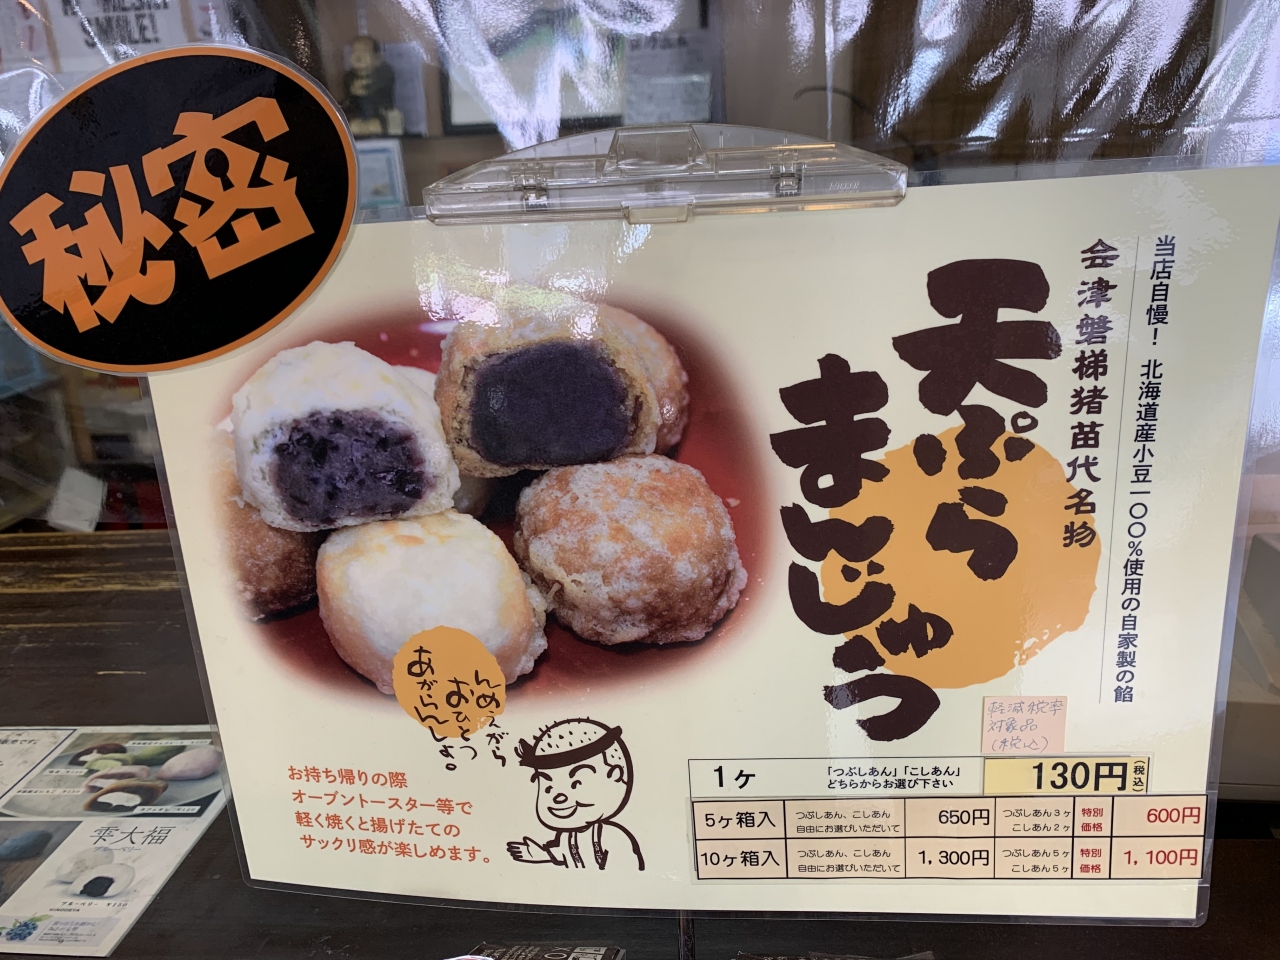 SMILE!
秘密
当店自慢! 北海道産小豆一〇〇%使用の自家製の餡
会津磐梯猪苗代名物
天ぷら
まんじゅう
んめぇがら
おひとつ
あがらんしょ。
お持ち帰りの際
オーブントースター等で
軽く焼くと揚げたての
サックリ感が楽しめます。
軽減税率
対象品
(税込)
1ヶ 「つぶしあん」「こしあん」 どちらからお選び下さい 130円 (税込)
5ヶ箱入 つぶしあん、こしあん 自由にお選びいただいて 650円 つぶしあん3ヶ こしあん2ヶ 特別価格 600円
10ヶ箱入 つぶしあん、こしあん 自由にお選びいただいて 1,300円 つぶしあん5ヶ こしあん5ヶ 特別価格 1,100円
雫大福
ブルーベリー ¥150